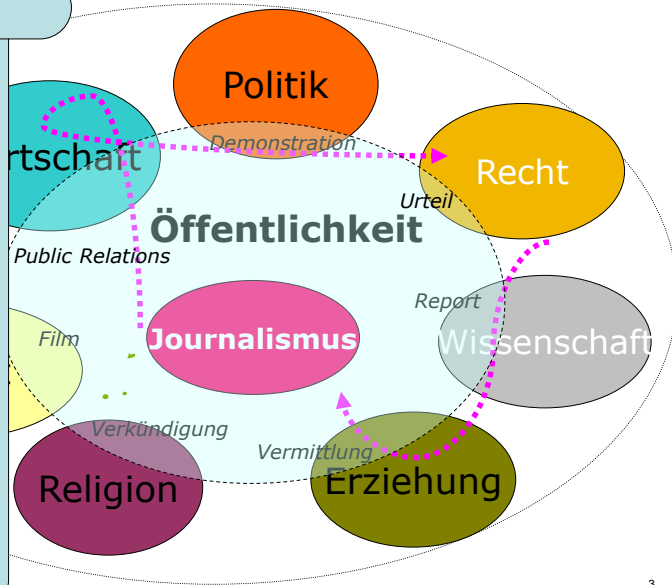 Politik
Demonstration
rtschaft
Recht
Urteil
Öffentlichkeit
Public Relations
Report
Film
Journalismus
Wissenschaft
Verkündigung
Vermittlung
Religion
Erziehung
3